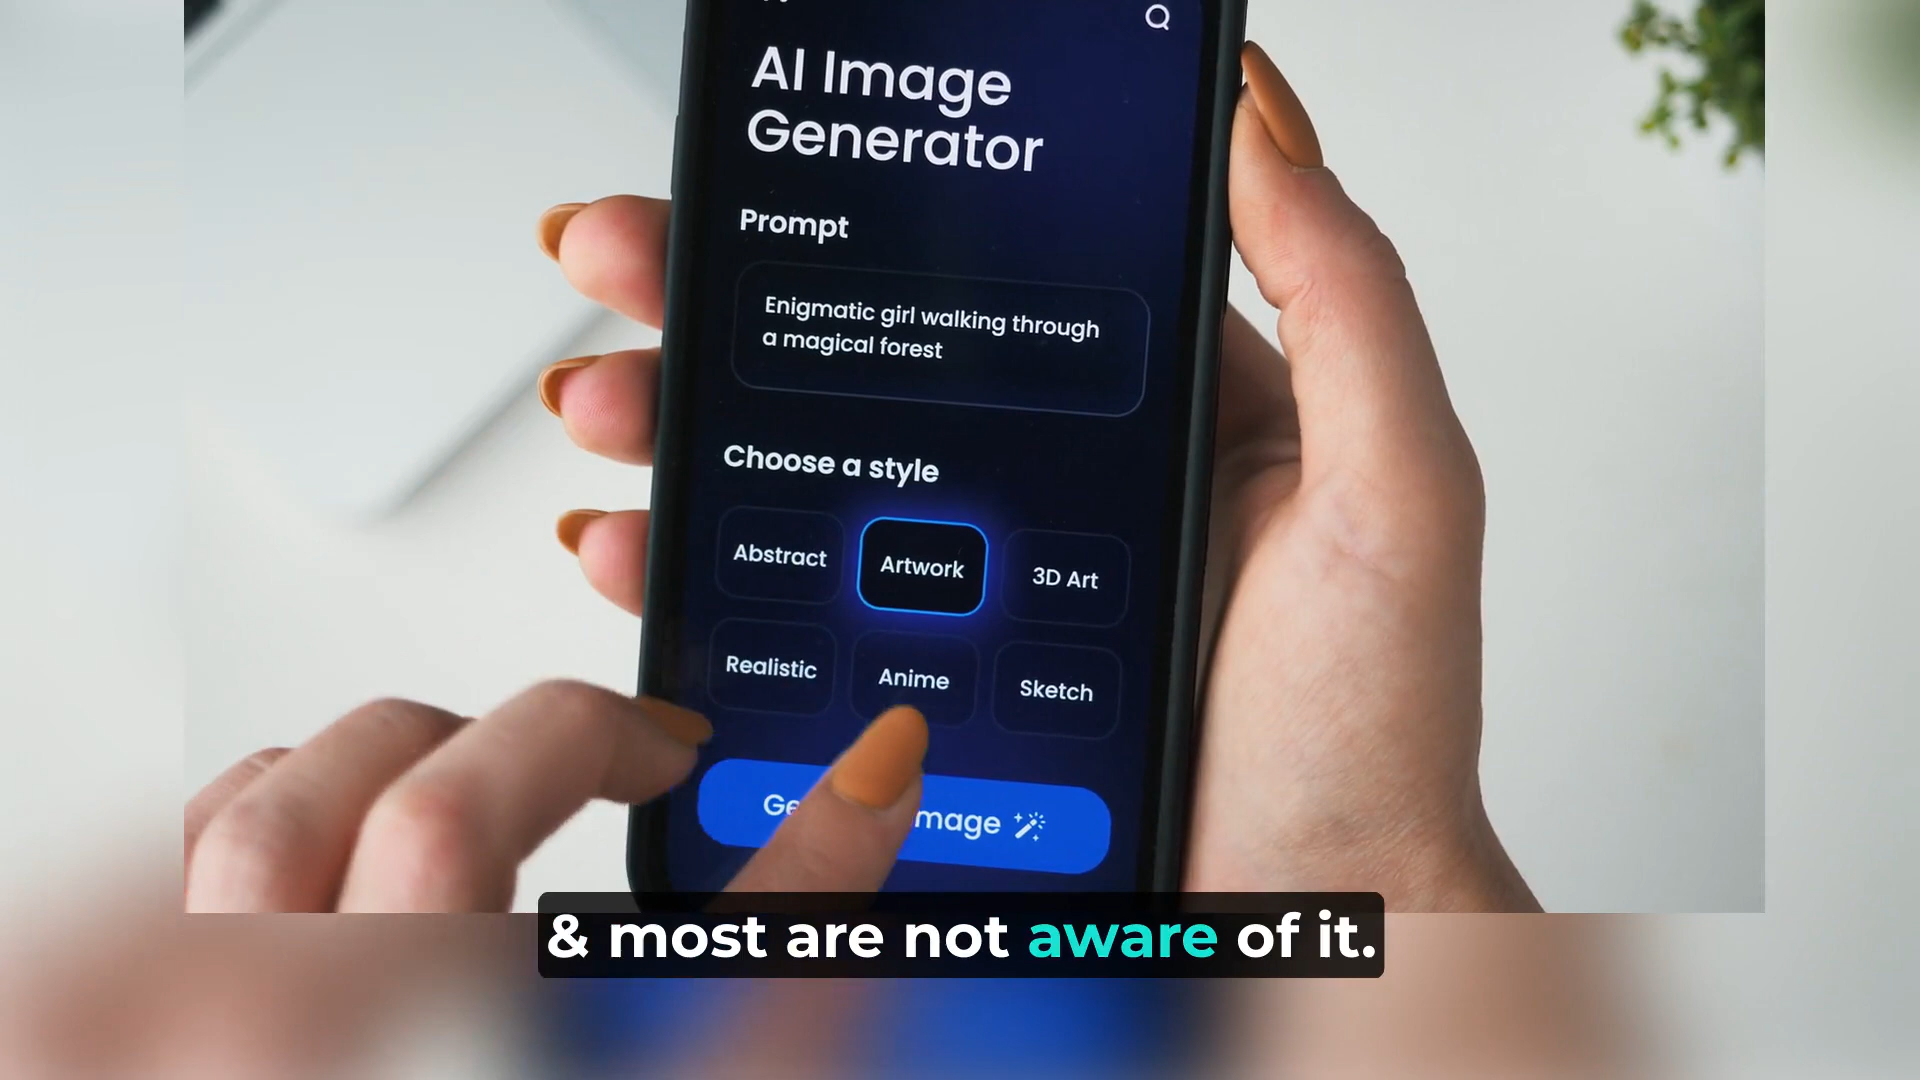 AI Image
Generator
Prompt
Enigmatic girl walking through
a magical forest
Choose a style
Abstract
Artwork
3D Art
Realistic
Anime
Sketch
& most are not aware of it.